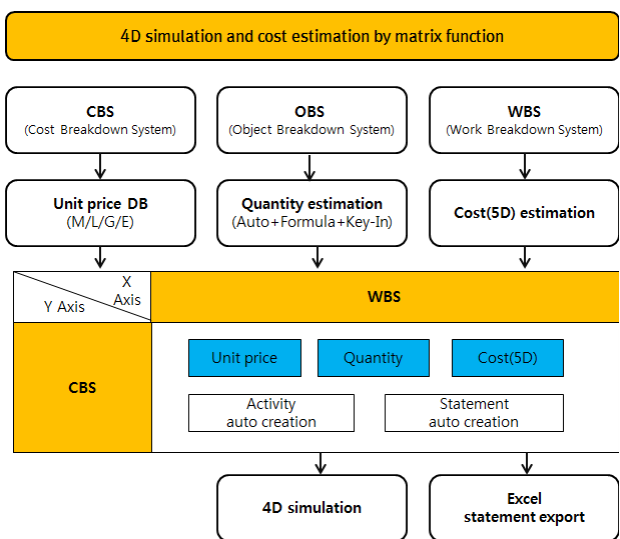 4D simulation and cost estimation by matrix function
CBS
(Cost Breakdown System)
OBS
(Object Breakdown System)
WBS
(Work Breakdown System)
Unit price DB
(M/L/G/E)
Quantity estimation
(Auto+Formula+Key-In)
Cost(5D) estimation
X
Axis
Y Axis
WBS
CBS
Unit price
Quantity
Cost(5D)
Activity
auto creation
Statement
auto creation
4D simulation
Excel
statement export